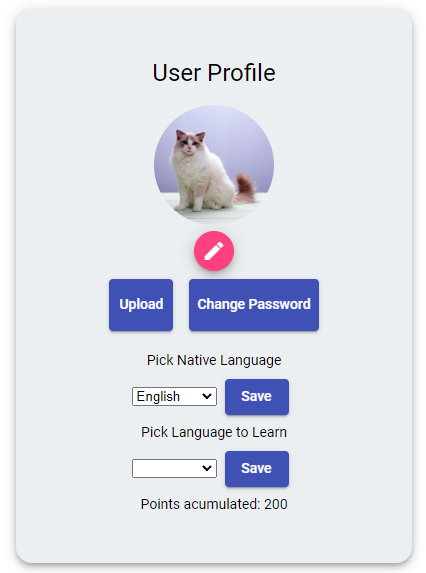 User Profile
Upload Change Password
Pick Native Language
English Save
Pick Language to Learn
Save
Points acumulated: 200